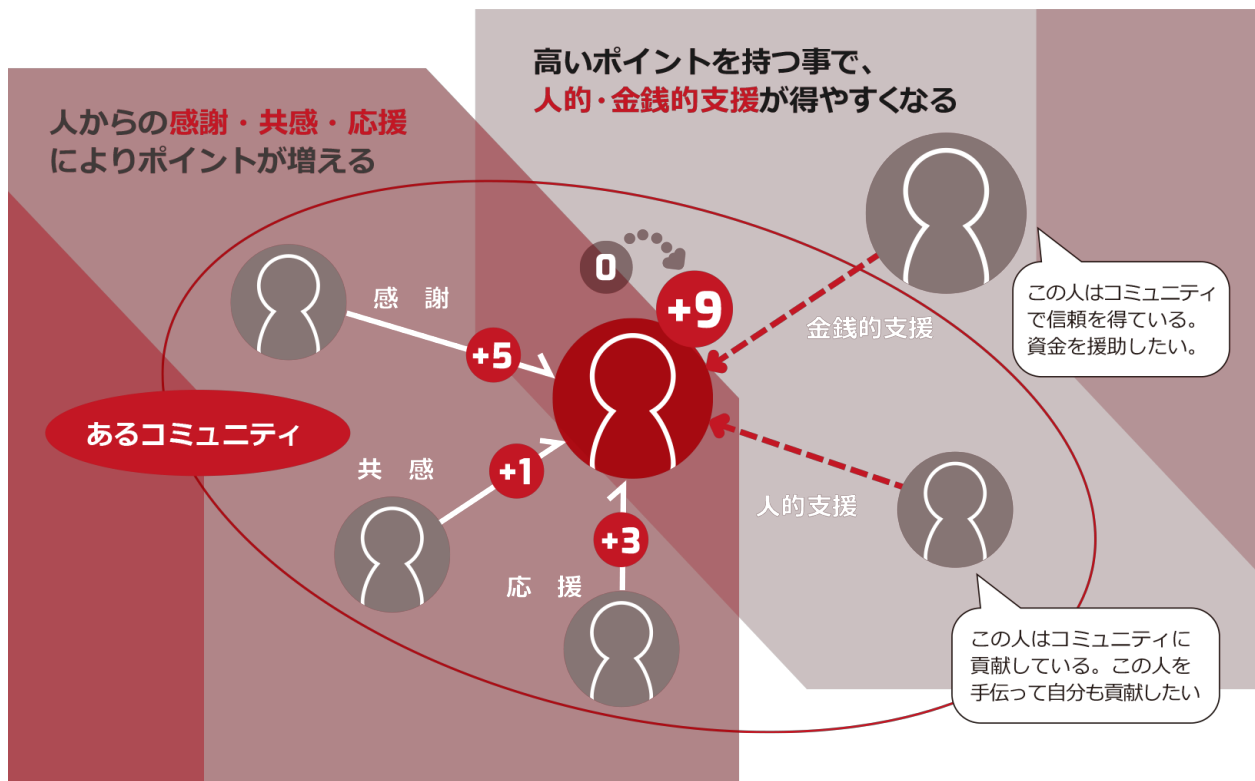 人からの感謝・共感・応援
によりポイントが増える
高いポイントを持つ事で、
人的・金銭的支援が得やすくなる
0
+9
感 謝
+5
金銭的支援
この人はコミュニティ
で信頼を得ている。
資金を援助したい。
あるコミュニティ
共 感
+1
人的支援
+3
応 援
この人はコミュニティに
貢献している。この人を
手伝って自分も貢献したい